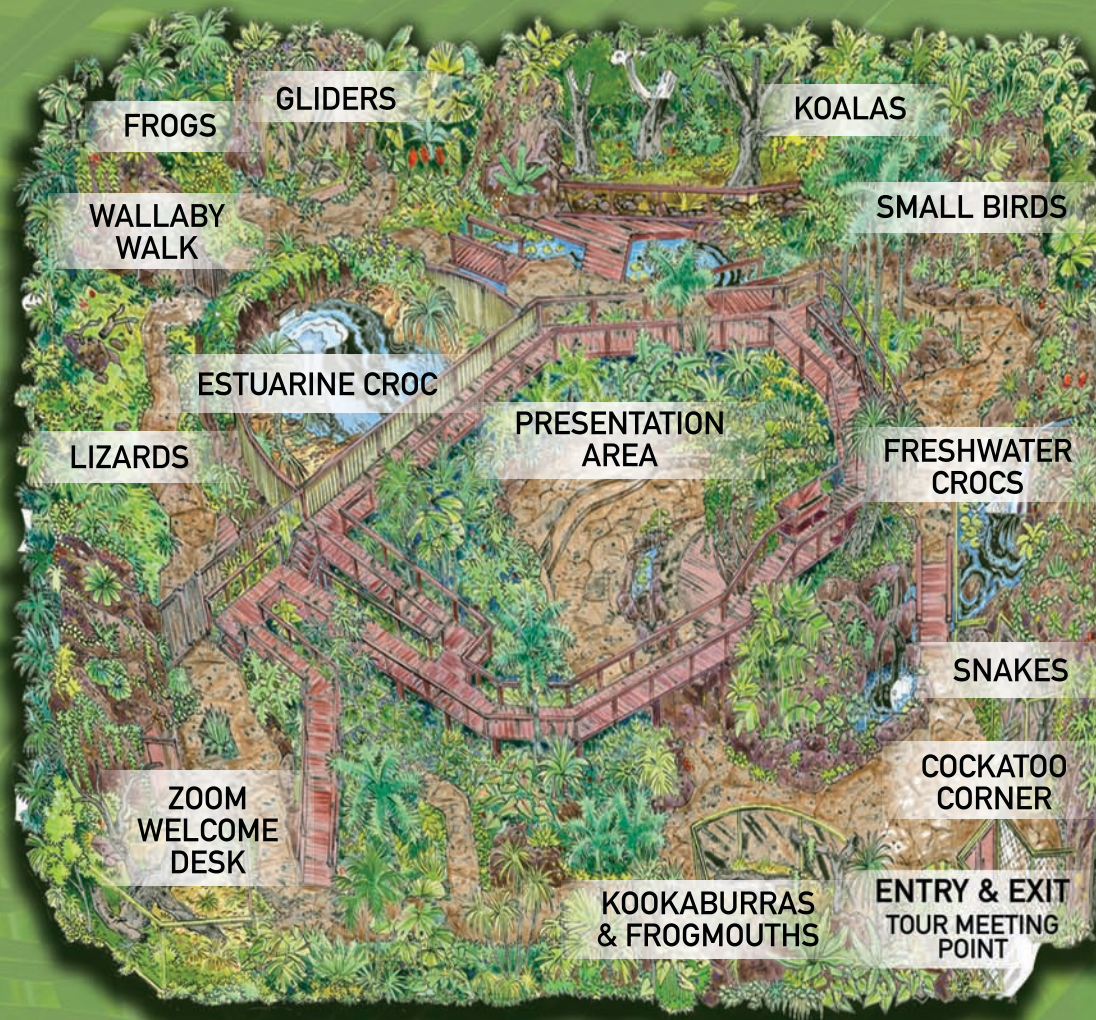 GLIDERS
KOALAS
FROGS
WALLABY
WALK
SMALL BIRDS
ESTUARINE CROC
PRESENTATION
AREA
LIZARDS
FRESHWATER
CROCS
SNAKES
COCKATOO
CORNER
ZOOM
WELCOME
DESK
KOOKABURRAS
& FROGMOUTHS
ENTRY & EXIT
TOUR MEETING
POINT